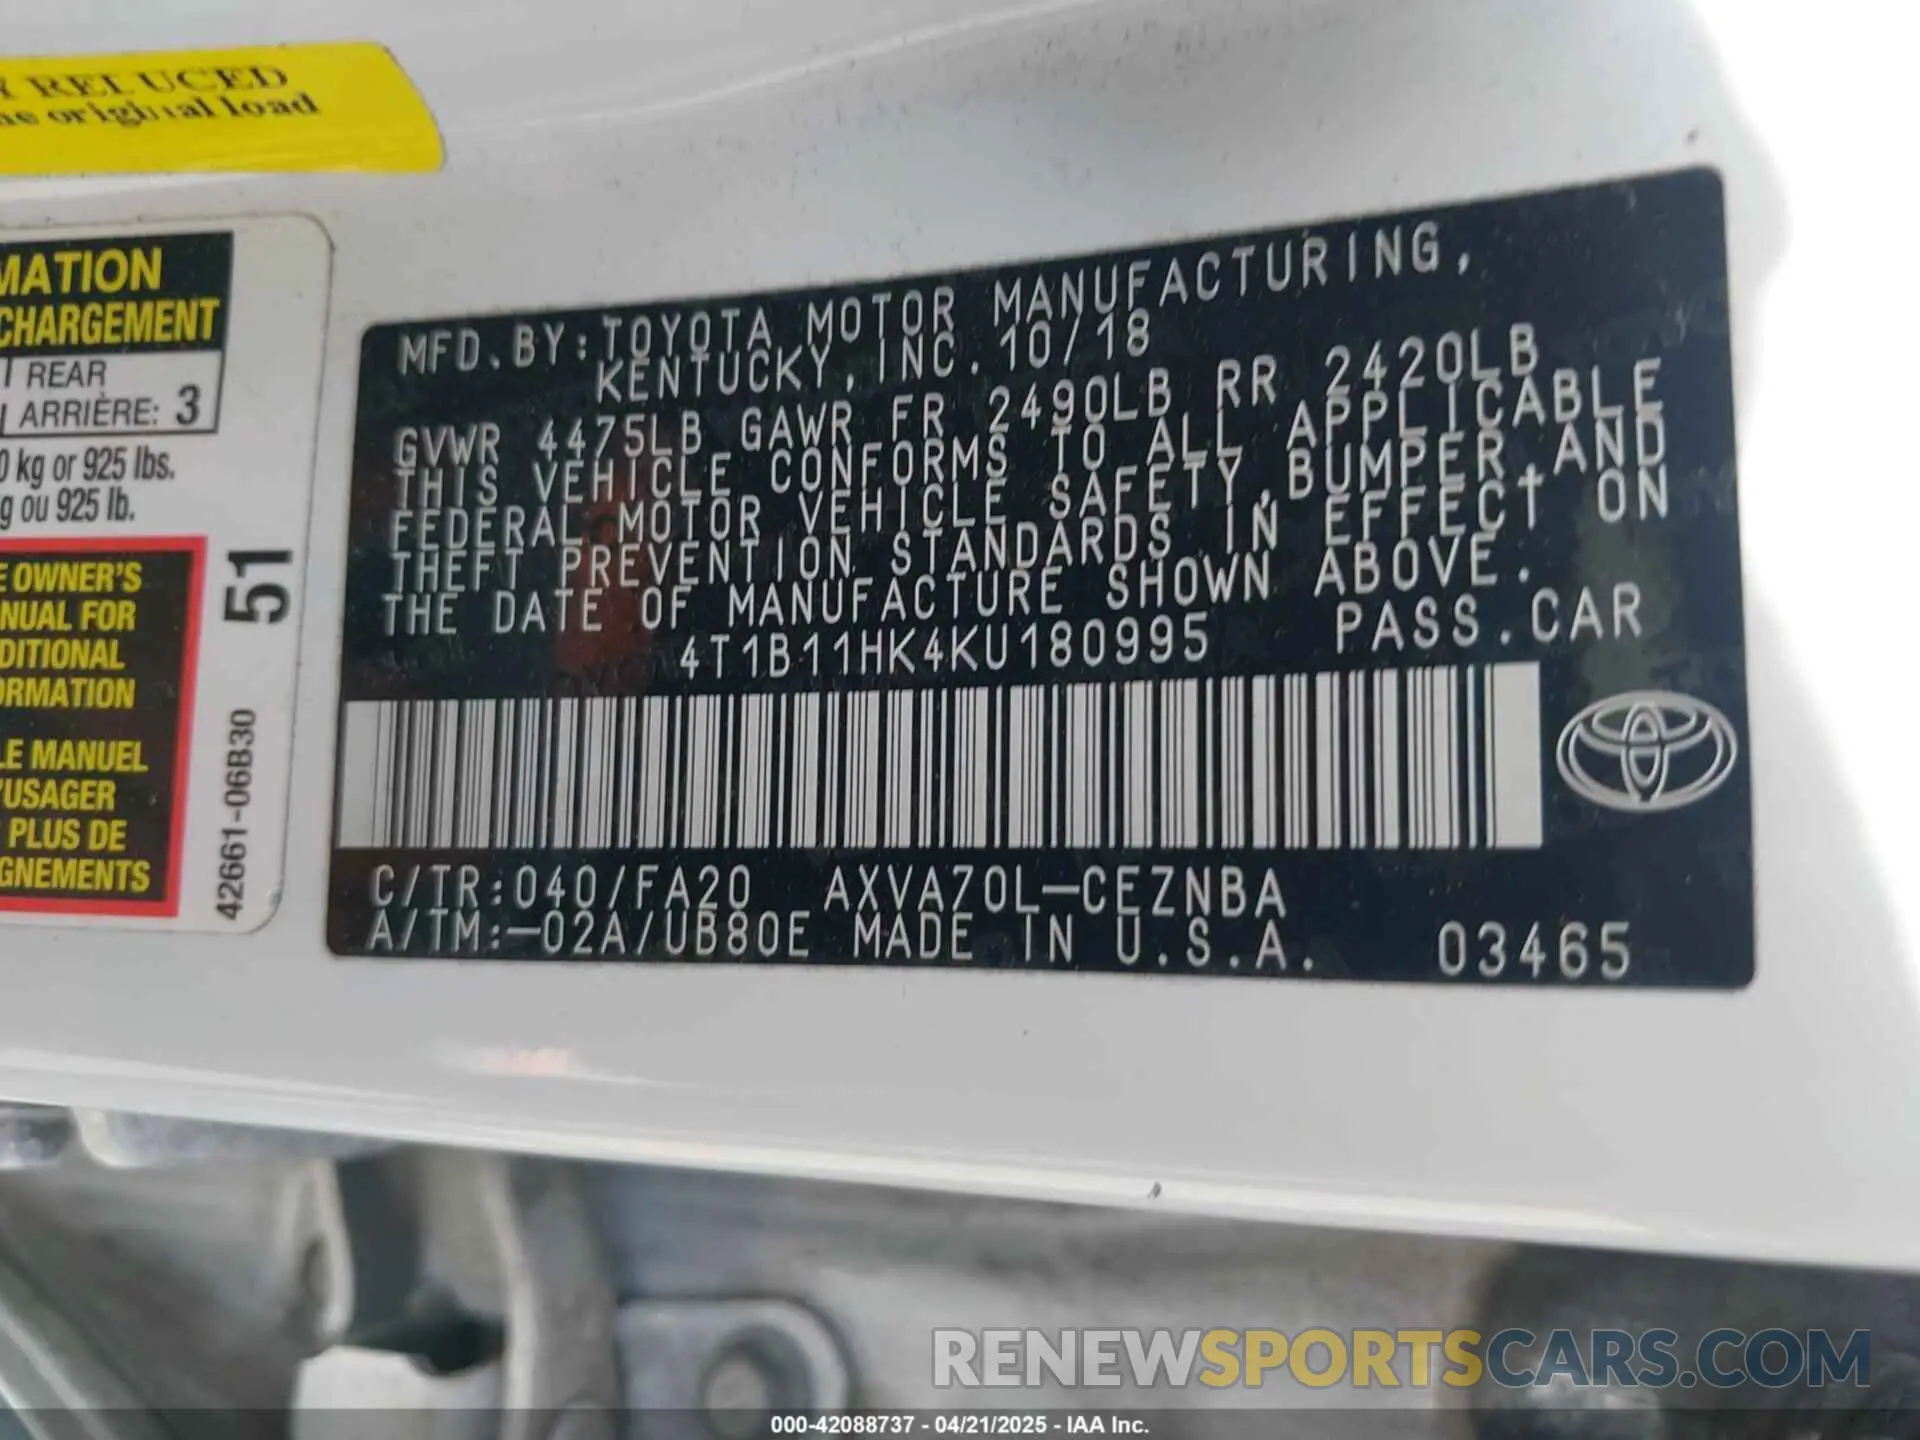 Y REDUCED
he original load
MATION
CHARGEMENT
REAR
ARRIÈRE: 3
0 kg or 925 lbs.
g ou 925 lb.
E OWNER'S
NUAL FOR
DITIONAL
ORMATION
LE MANUEL
'USAGER
PLUS DE
GNEMENTS
51
42661-06B30
MFD.BY:TOYOTA MOTOR MANUFACTURING,
KENTUCKY, INC. 10/18
GVWR 4475LB GAWR FR 2490LB RR 2420LB
THIS VEHICLE CONFORMS TO ALL APPLICABLE
FEDERAL MOTOR VEHICLE SAFETY, BUMPER, AND
THEFT PREVENTION STANDARDS IN EFFECT ON
THE DATE OF MANUFACTURE SHOWN ABOVE.
4T1B11HK4KU180995 PASS.CAR
C/TR:040/FA20 AXVA70L-CEZNBA
A/TM:-02A/UB80E MADE IN U.S.A. 03465
RENEWSPORTSCARS.COM
000-42088737 - 04/21/2025 - IAA Inc.